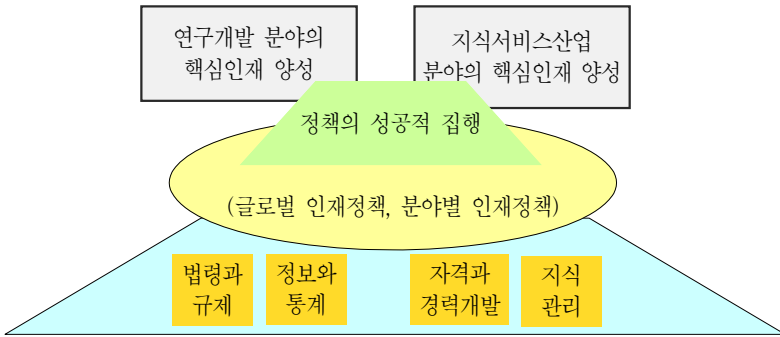 연구개발 분야의
핵심인재 양성
지식서비스산업
분야의 핵심인재 양성
정책의 성공적 집행
(글로벌 인재정책, 분야별 인재정책)
법령과
규제
정보와
통계
자격과
경력개발
지식
관리